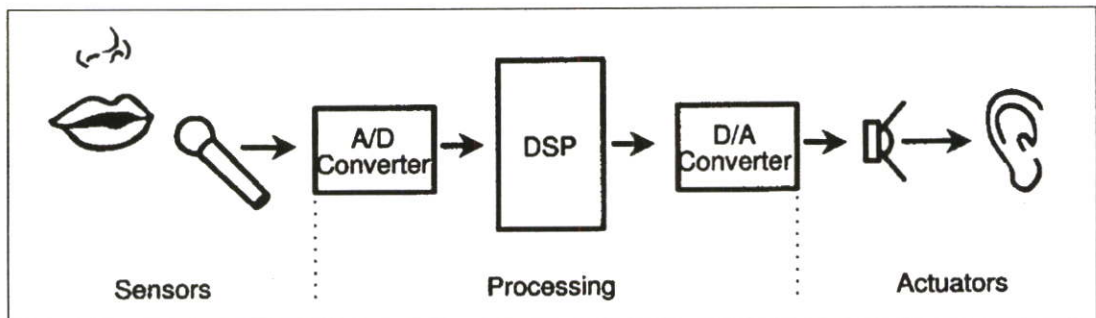 A/D
Converter
DSP
D/A
Converter
Sensors
Processing
Actuators